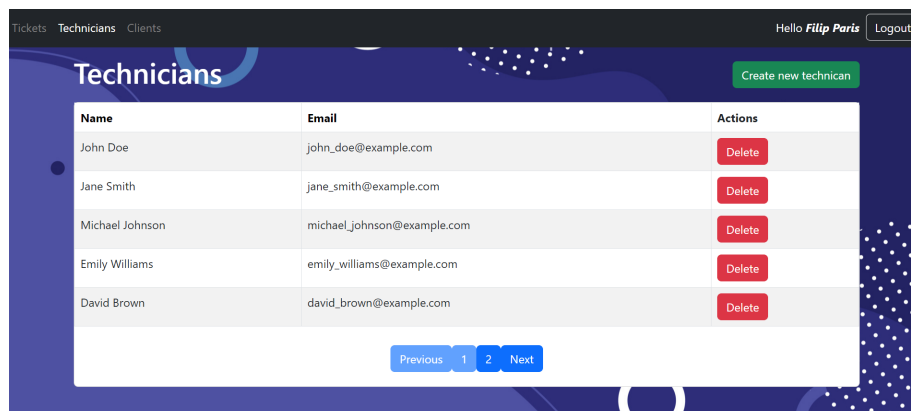 Tickets Technicians Clients Hello Filip Paris Logout
Technicians Create new technican
Name Email Actions
John Doe john_doe@example.com Delete
Jane Smith jane_smith@example.com Delete
Michael Johnson michael_johnson@example.com Delete
Emily Williams emily_williams@example.com Delete
David Brown david_brown@example.com Delete
Previous 1 2 Next